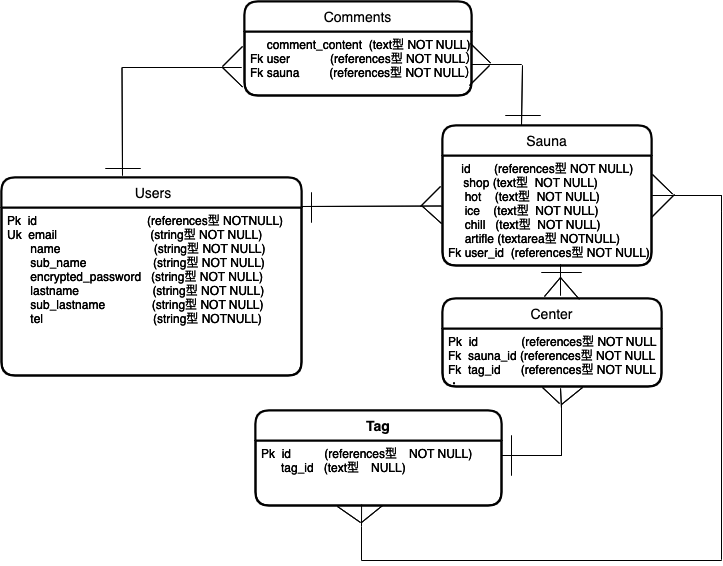 Comments
comment_content (text型 NOT NULL)
Fk user (references型 NOT NULL)
Fk sauna (references型 NOT NULL)
Sauna
id (references型 NOT NULL)
shop (text型 NOT NULL)
hot (text型 NOT NULL)
ice (text型 NOT NULL)
chill (text型 NOT NULL)
artifle (textarea型 NOTNULL)
Fk user_id (references型 NOT NULL)
Users
Pk id (references型 NOTNULL)
Uk email (string型 NOT NULL)
name (string型 NOT NULL)
sub_name (string型 NOT NULL)
encrypted_password (string型 NOT NULL)
lastname (string型 NOT NULL)
sub_lastname (string型 NOT NULL)
tel (string型 NOTNULL)
Center
Pk id (references型 NOT NULL
Fk sauna_id (references型 NOT NULL
Fk tag_id (references型 NOT NULL
.
Tag
Pk id (references型 NOT NULL)
tag_id (text型 NULL)